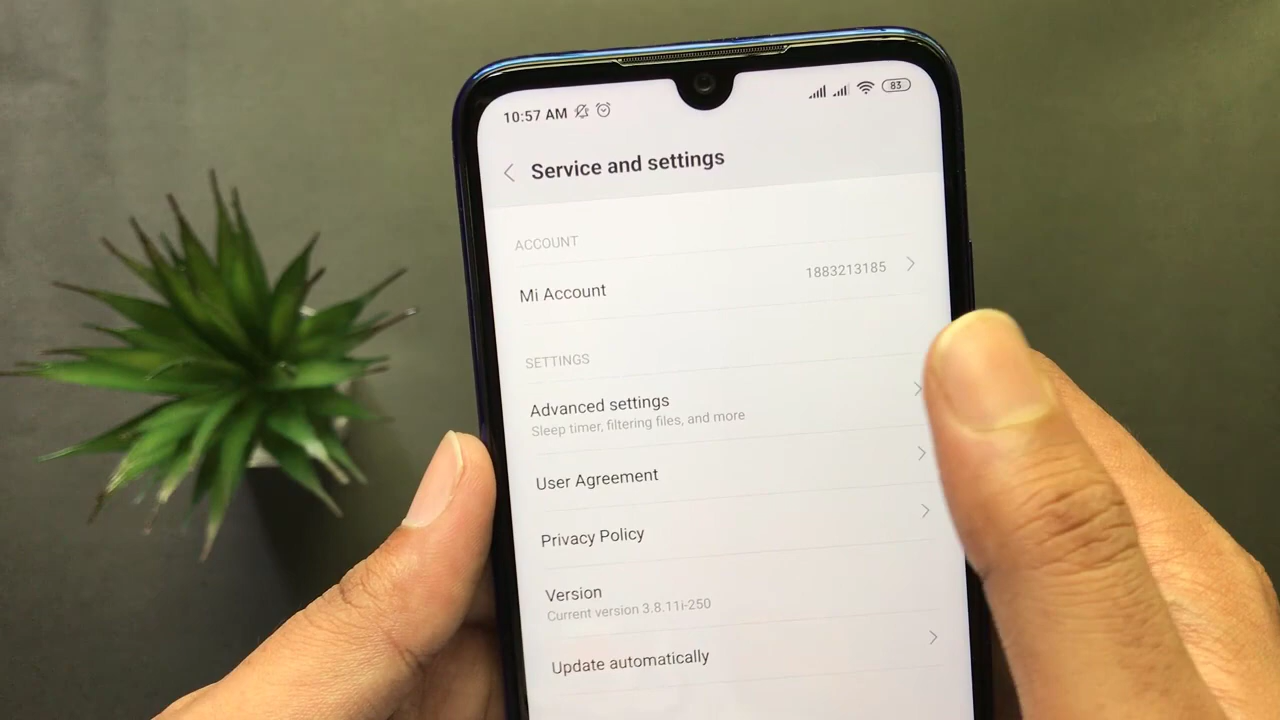 10:57 AM 83
Service and settings
ACCOUNT
Mi Account 1883213185
SETTINGS
Advanced settings
Sleep timer, filtering files, and more
User Agreement
Privacy Policy
Version
Current version 3.8.11i-250
Update automatically